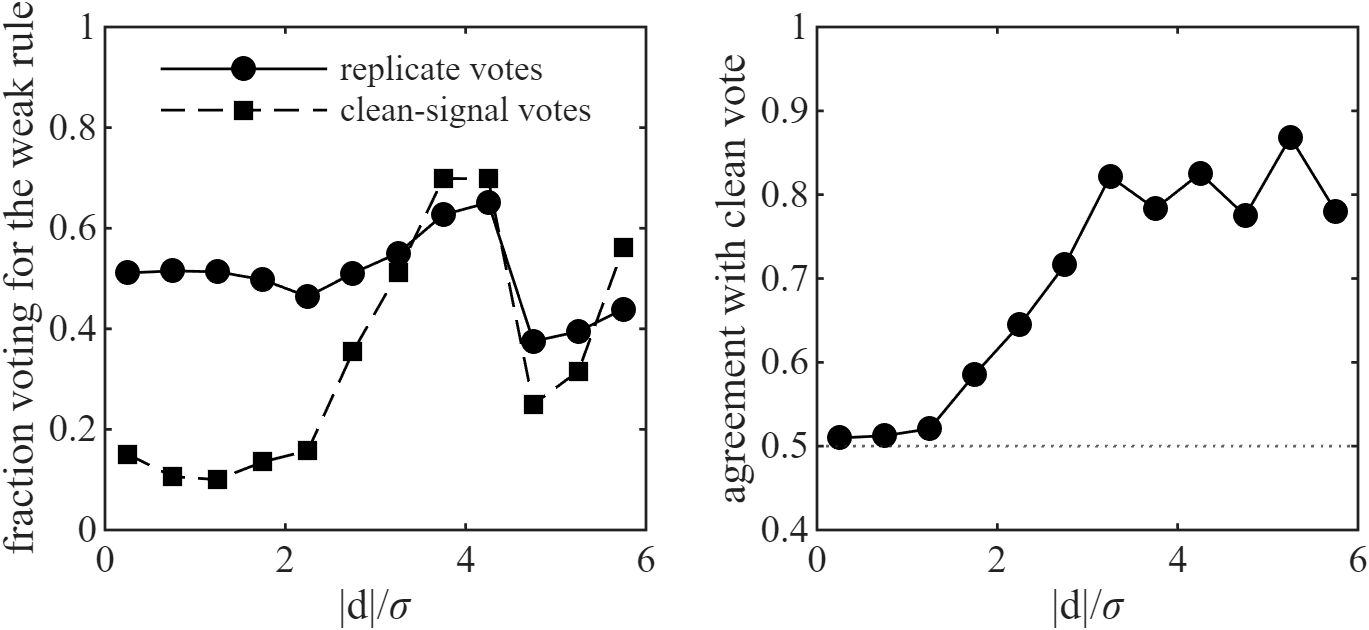 fraction voting for the weak rule
1
0.8
0.6
0.4
0.2
0
replicate votes
clean-signal votes
0 2 4 6
|d|/σ
agreement with clean vote
1
0.9
0.8
0.7
0.6
0.5
0.4
0 2 4 6
|d|/σ